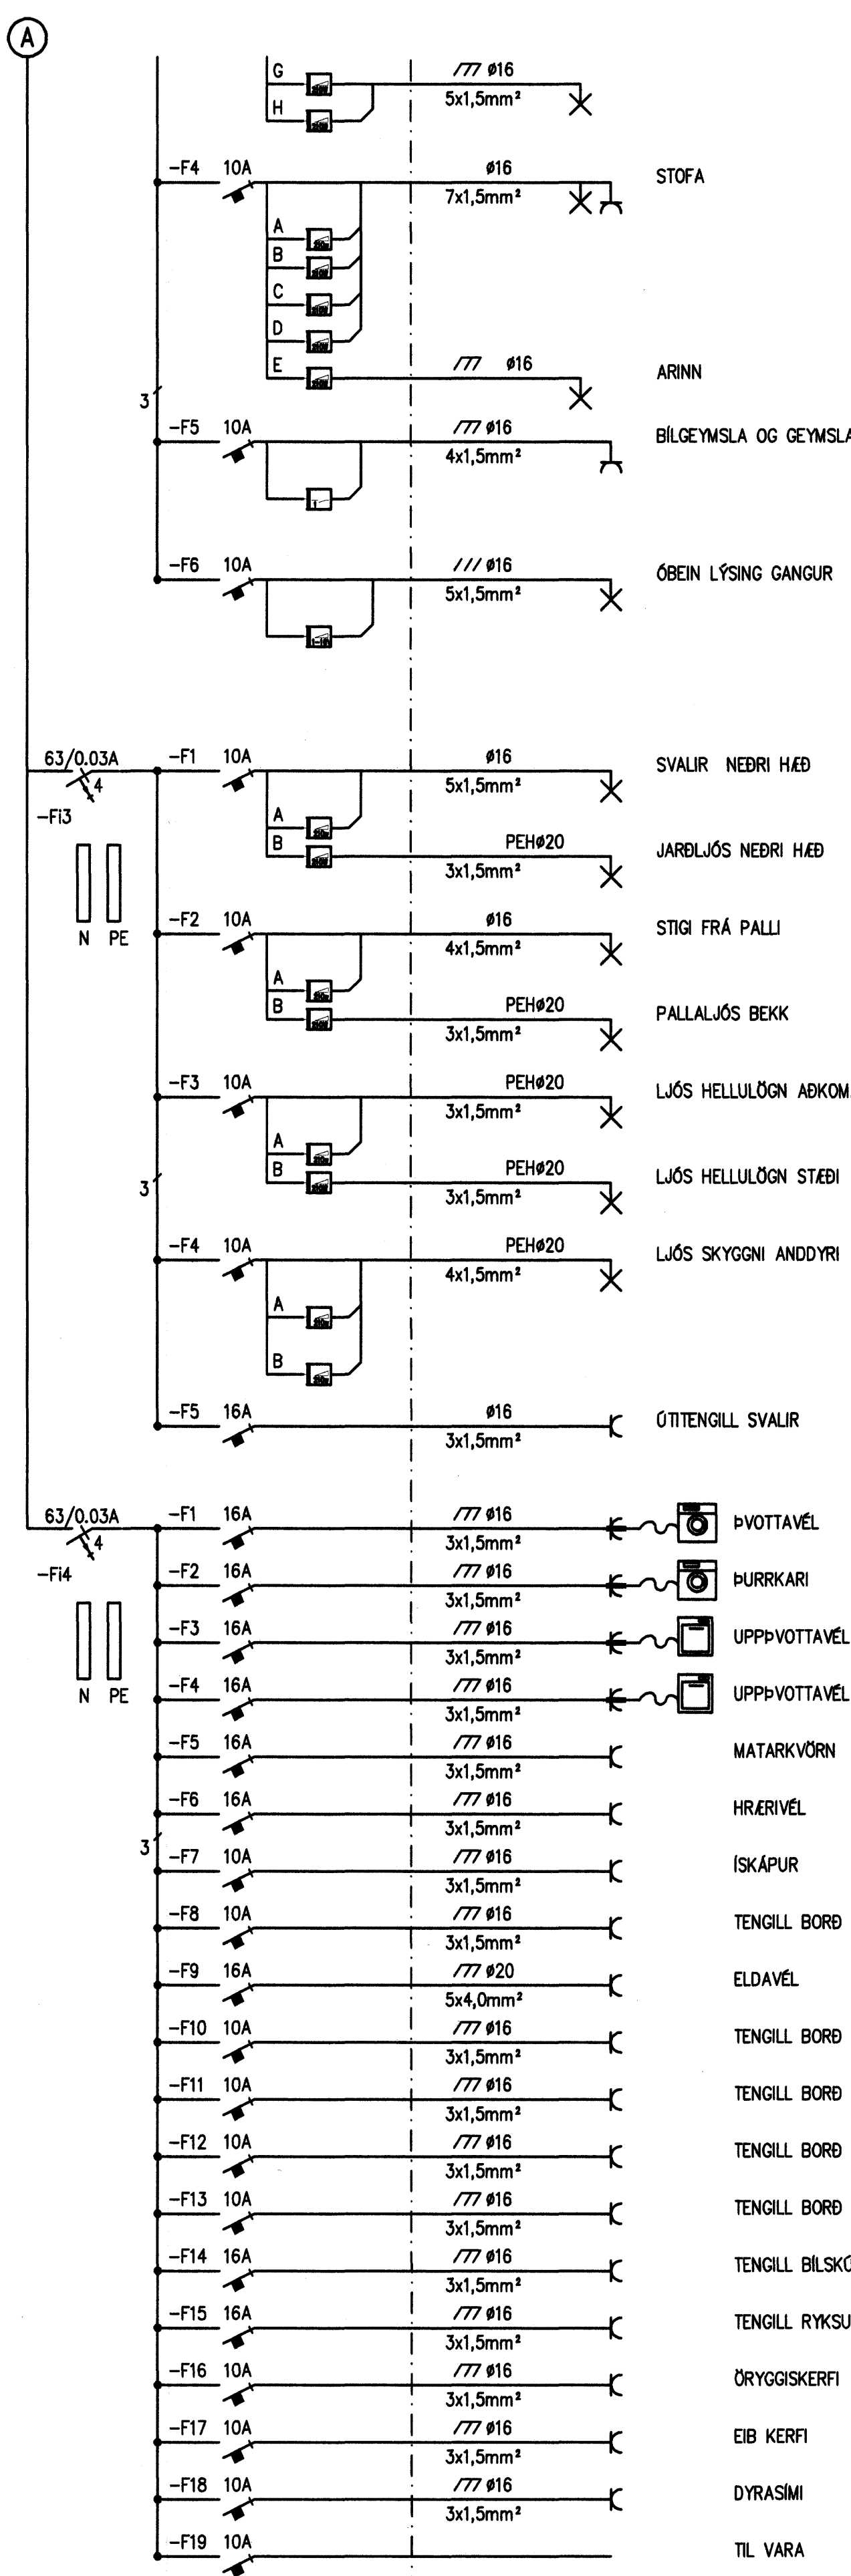 A
G ø16
5x1,5mm²
H
-F4 10A ø16 STOFA
7x1,5mm²
A
B
C
D
E ø16 ARINN
3
-F5 10A ø16 BÍLGEYMSLA OG GEYMSLA
4x1,5mm²
-F6 10A ø16 ÓBEIN LÝSING GANGUR
5x1,5mm²
1-10V
63/0.03A -F1 10A ø16 SVALIR NEÐRI HÆÐ
4 5x1,5mm²
-Fi3
A
B PEHø20 JARÐLJÓS NEÐRI HÆÐ
3x1,5mm²
N PE
-F2 10A ø16 STIGI FRÁ PALLI
4x1,5mm²
A
B PEHø20 PALLALJÓS BEKK
3x1,5mm²
-F3 10A PEHø20 LJÓS HELLULÖGN AÐKOM
3x1,5mm²
A
B PEHø20 LJÓS HELLULÖGN STÆÐI
3 3x1,5mm²
-F4 10A PEHø20 LJÓS SKYGGNI ANDDYRI
4x1,5mm²
A
B
-F5 16A ø16 ÚTITENGILL SVALIR
3x1,5mm²
63/0.03A -F1 16A ø16 ÞVOTTAVÉL
4 3x1,5mm²
-Fi4
-F2 16A ø16 ÞURRKARI
3x1,5mm²
-F3 16A ø16 UPPÞVOTTAVÉL
3x1,5mm²
N PE
-F4 16A ø16 UPPÞVOTTAVÉL
3x1,5mm²
-F5 16A ø16 MATARKVÖRN
3x1,5mm²
-F6 16A ø16 HRÆRIVÉL
3x1,5mm²
3
-F7 10A ø16 ÍSKÁPUR
3x1,5mm²
-F8 10A ø16 TENGILL BORÐ
3x1,5mm²
-F9 16A ø20 ELDAVÉL
5x4,0mm²
-F10 10A ø16 TENGILL BORÐ
3x1,5mm²
-F11 10A ø16 TENGILL BORÐ
3x1,5mm²
-F12 10A ø16 TENGILL BORÐ
3x1,5mm²
-F13 10A ø16 TENGILL BORÐ
3x1,5mm²
-F14 16A ø16 TENGILL BÍLSKÚ
3x1,5mm²
-F15 16A ø16 TENGILL RYKSU
3x1,5mm²
-F16 10A ø16 ÖRYGGISKERFI
3x1,5mm²
-F17 10A ø16 EIB KERFI
3x1,5mm²
-F18 10A ø16 DYRASÍMI
3x1,5mm²
-F19 10A TIL VARA